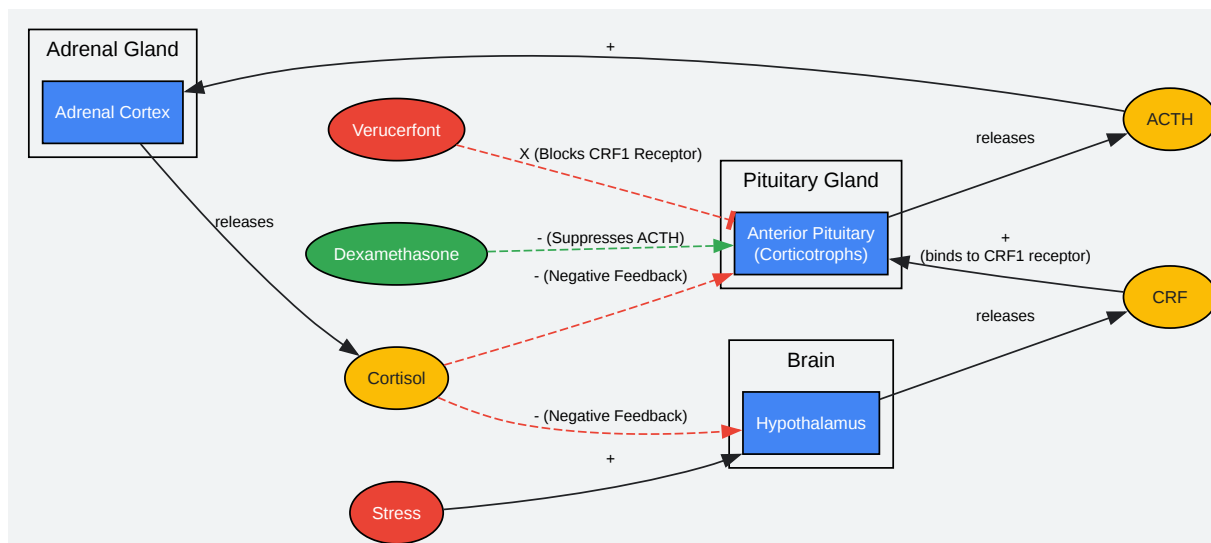 Adrenal Gland
Adrenal Cortex
+
ACTH
Verucerfont
X (Blocks CRF1 Receptor)
releases
Pituitary Gland
Anterior Pituitary
(Corticotrophs)
Dexamethasone
- (Suppresses ACTH)
releases
+
(binds to CRF1 receptor)
- (Negative Feedback)
CRF
releases
Brain
Cortisol
- (Negative Feedback)
Hypothalamus
+
Stress